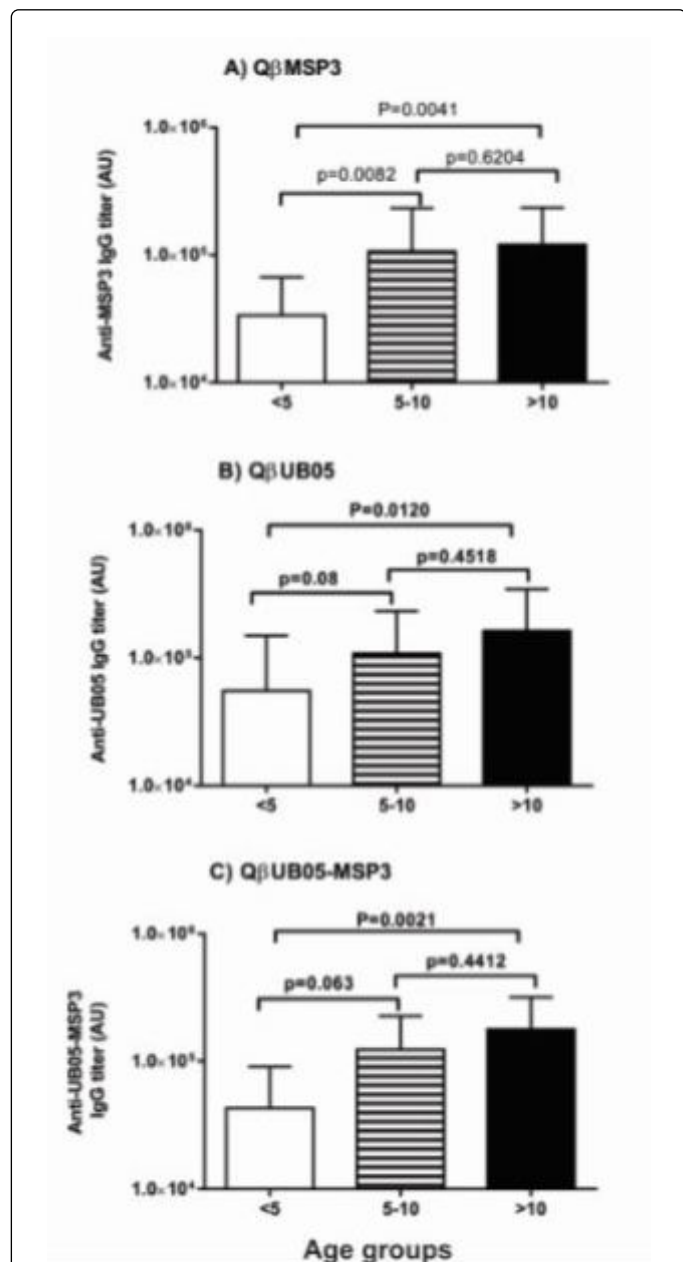 A) QβMSP3
P=0.0041
p=0.6204
p=0.0082
Anti-MSP3 IgG titer (AU)
1.0×10⁶
1.0×10⁵
1.0×10⁴
<5
5-10
>10
B) QβUB05
P=0.0120
p=0.4518
p=0.08
Anti-UB05 IgG titer (AU)
1.0×10⁶
1.0×10⁵
1.0×10⁴
<5
5-10
>10
C) QβUB05-MSP3
P=0.0021
p=0.4412
p=0.063
Anti-UB05-MSP3
IgG titer (AU)
1.0×10⁶
1.0×10⁵
1.0×10⁴
<5
5-10
>10
Age groups